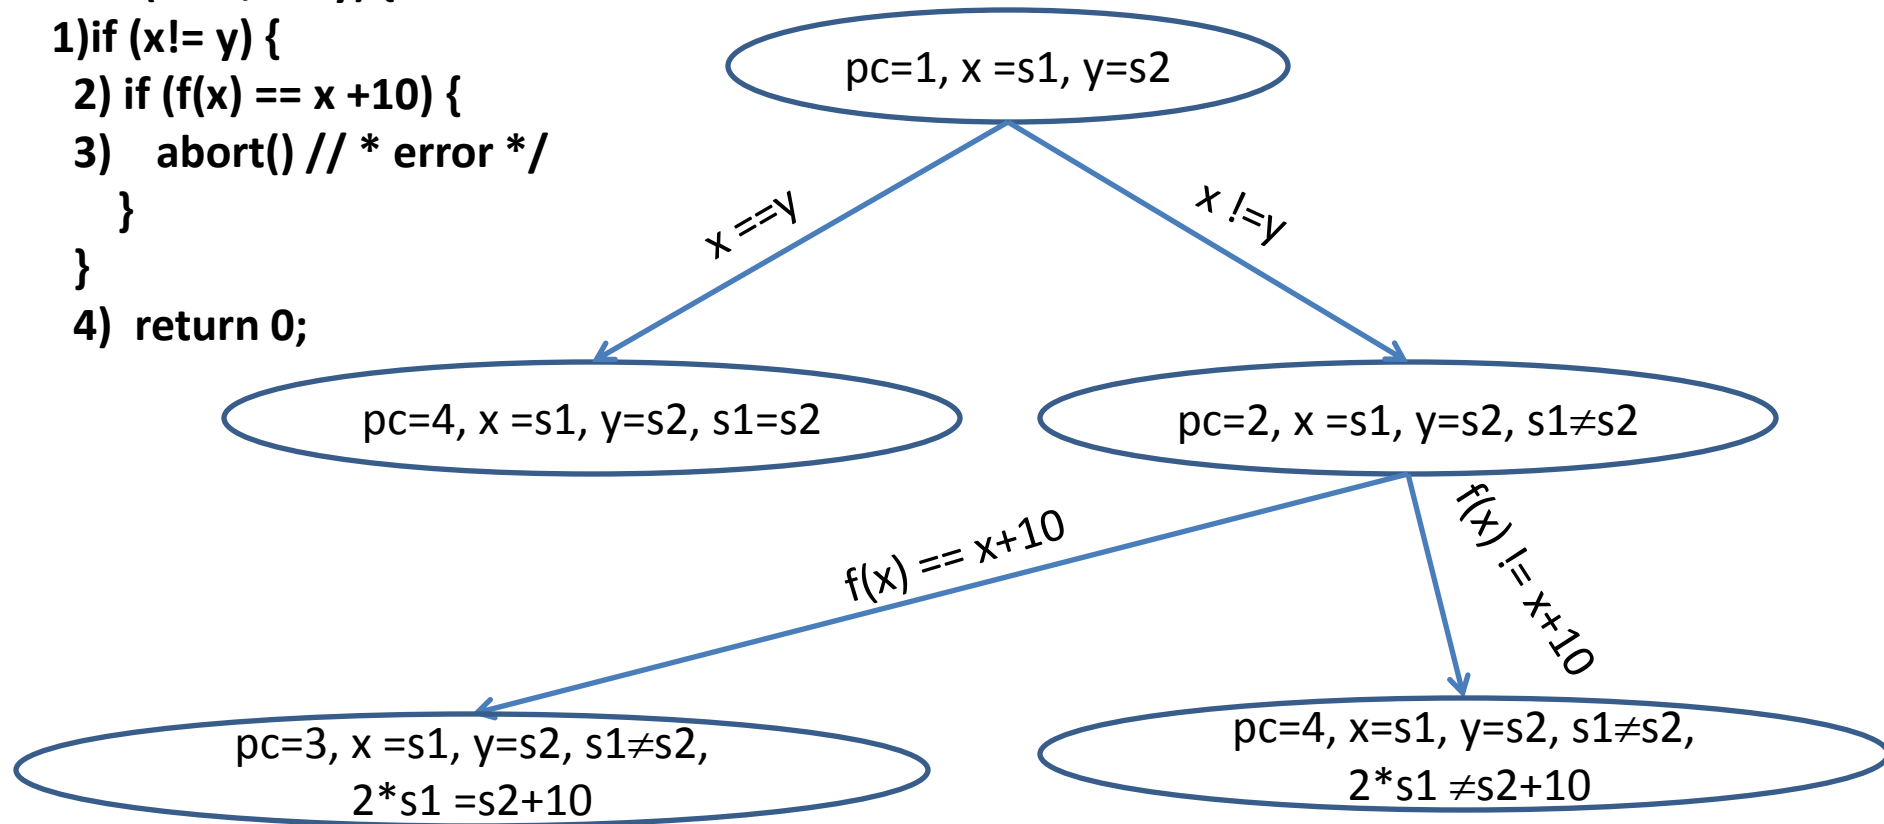 1)if (x!= y) {
2) if (f(x) == x +10) {
3) abort() // * error */
}
}
4) return 0;
pc=1, x =s1, y=s2
x ==y
x !=y
pc=4, x =s1, y=s2, s1=s2
pc=2, x =s1, y=s2, s1≠s2
f(x) == x+10
f(x) != x+10
pc=3, x =s1, y=s2, s1≠s2,
2*s1 =s2+10
pc=4, x=s1, y=s2, s1≠s2,
2*s1 ≠s2+10